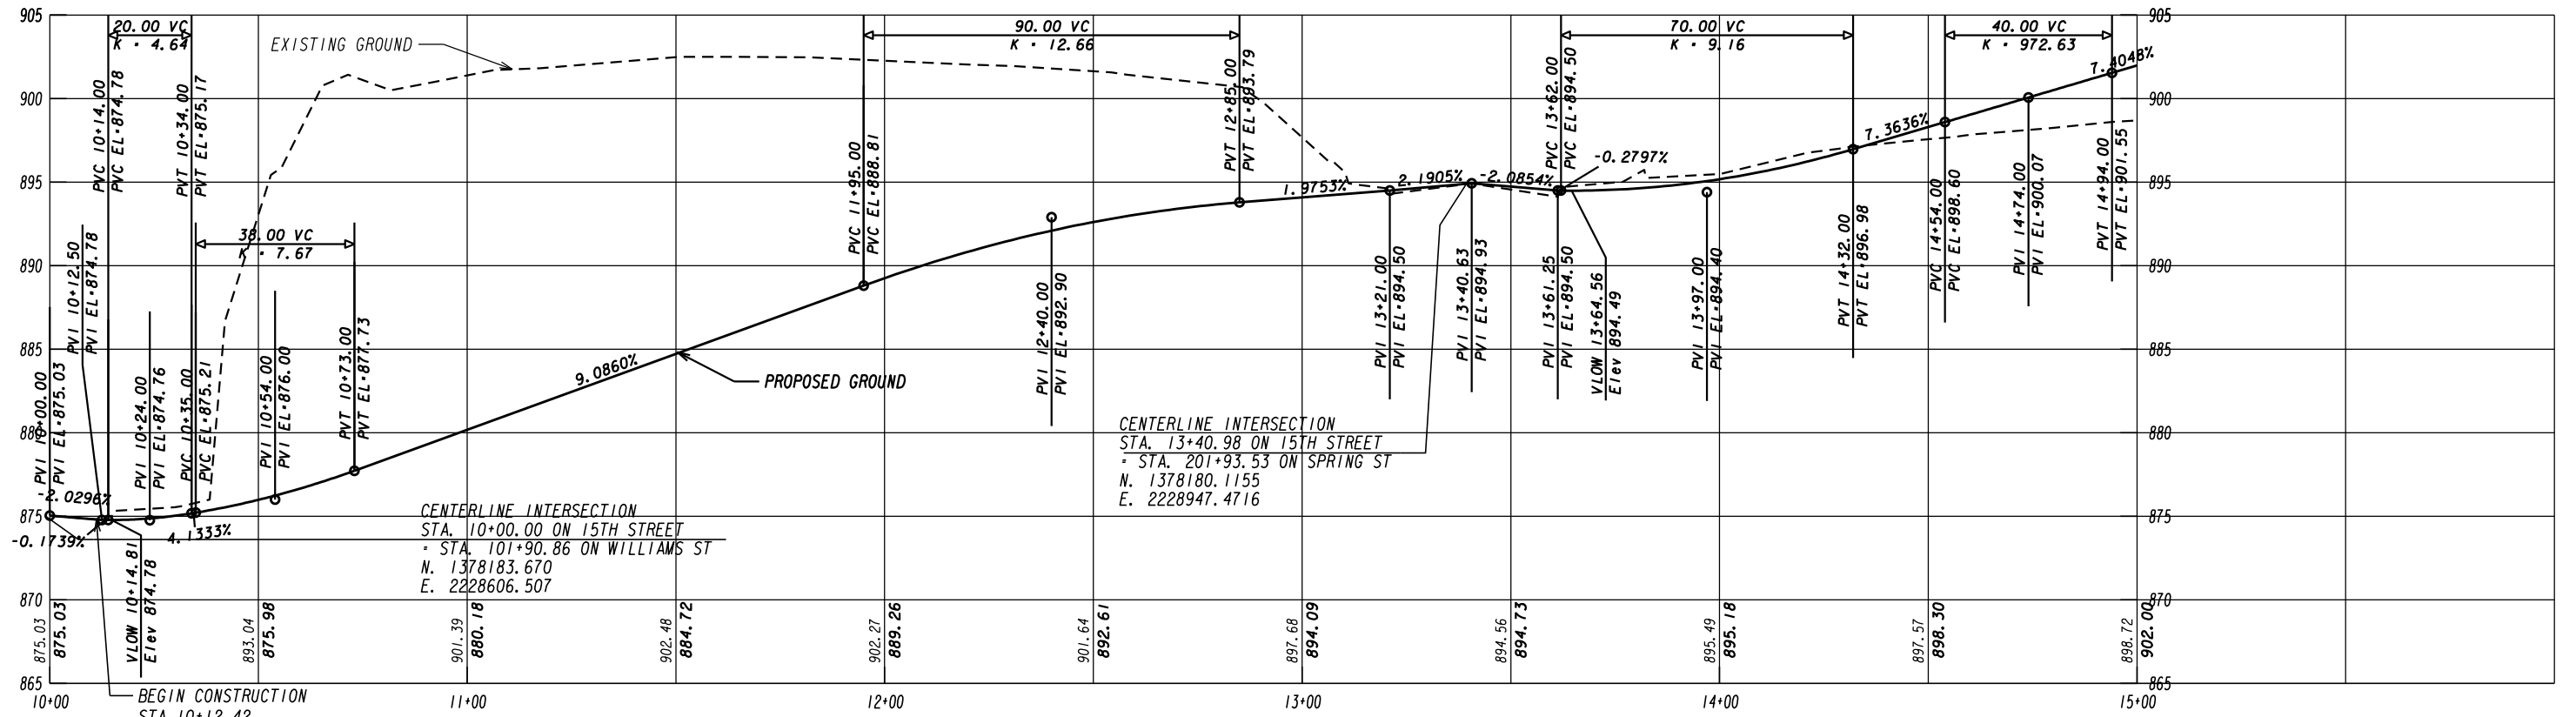 905
900
895
890
885
880
875
870
865
20.00 VC
K = 4.64
PVC 10+14.00
PVC EL=874.78
PVT 10+34.00
PVT EL=875.17
EXISTING GROUND
90.00 VC
K = 12.66
PVC 11+95.00
PVC EL=888.81
PVT 12+85.00
PVT EL=893.79
70.00 VC
K = 9.16
PVC 13+62.00
PVC EL=894.50
40.00 VC
K = 972.63
905
900
895
890
885
880
875
870
865
7.4048%
7.3636%
-0.2797%
-2.0854%
2.1905%
1.9753%
38.00 VC
K = 7.67
PVI 10+00.00
PVI EL=875.03
PVI 10+12.50
PVI EL=874.78
PVI 10+24.00
PVI EL=874.76
PVC 10+35.00
PVC EL=875.21
PVI 10+54.00
PVI EL=876.00
PVT 10+73.00
PVT EL=877.73
9.0860%
PROPOSED GROUND
PVI 12+40.00
PVI EL=892.90
PVI 13+21.00
PVI EL=894.50
PVI 13+40.63
PVI EL=894.93
PVI 13+61.25
PVI EL=894.50
VLOW 13+64.56
Elev 894.49
PVI 13+97.00
PVI EL=894.40
PVT 14+32.00
PVT EL=896.98
PVC 14+54.00
PVC EL=898.60
PVI 14+74.00
PVI EL=900.07
PVT 14+94.00
PVT EL=901.55
-2.0296%
-0.1739%
4.1333%
VLOW 10+14.81
Elev 874.78
CENTERLINE INTERSECTION
STA. 10+00.00 ON 15TH STREET
= STA. 101+90.86 ON WILLIAMS ST
N. 1378183.670
E. 2228606.507
CENTERLINE INTERSECTION
STA. 13+40.98 ON 15TH STREET
= STA. 201+93.53 ON SPRING ST
N. 1378180.1155
E. 2228947.4716
875.03
875.03
893.04
875.98
901.39
880.18
902.48
884.72
902.27
889.26
901.64
892.61
897.68
894.09
894.56
894.73
895.49
895.18
897.57
898.30
898.72
902.00
BEGIN CONSTRUCTION
STA 10+12.42
10+00
11+00
12+00
13+00
14+00
15+00